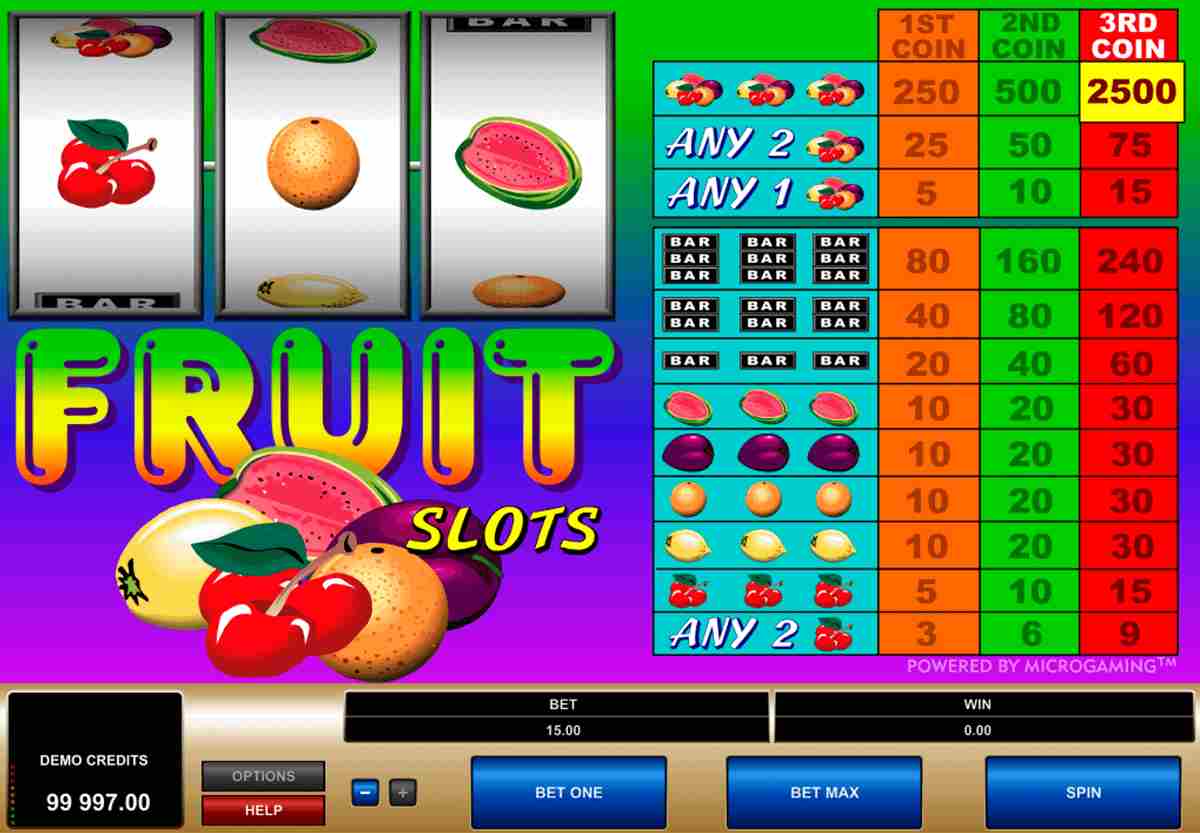 BAR
BAR
FRUIT
SLOTS
1ST COIN 2ND COIN 3RD COIN
250 500 2500
ANY 2 25 50 75
ANY 1 5 10 15
BAR BAR BAR
BAR BAR BAR
BAR BAR BAR
80 160 240
BAR BAR BAR
BAR BAR BAR
40 80 120
BAR BAR BAR 20 40 60
10 20 30
10 20 30
10 20 30
10 20 30
5 10 15
ANY 2 3 6 9
POWERED BY MICROGAMING™
BET
15.00
WIN
0.00
DEMO CREDITS
99 997.00
OPTIONS
HELP
− +
BET ONE
BET MAX
SPIN